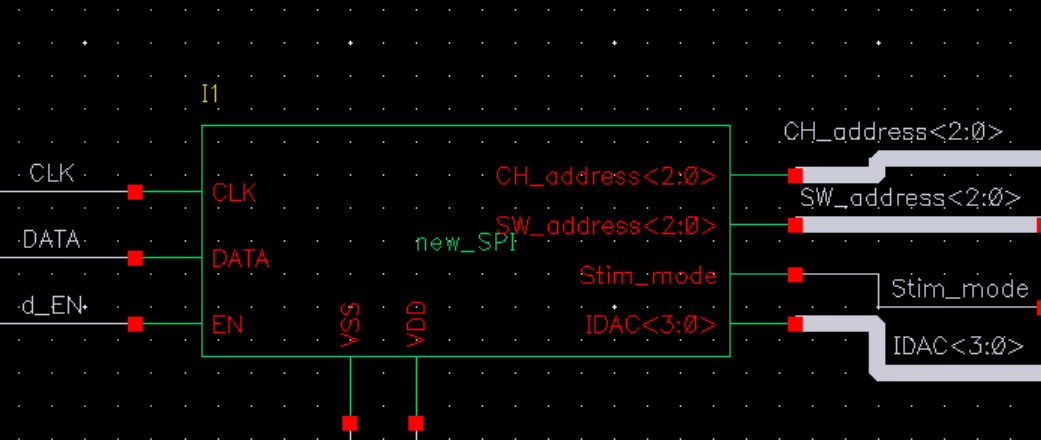 I1
CH_address<2:0>
CLK
CLK
CH_address<2:0>
SW_address<2:0>
DATA
DATA
new_SPI
SW_address<2:0>
Stim_mode
Stim_mode
d_EN
EN
VSS
VDD
IDAC<3:0>
IDAC<3:0>